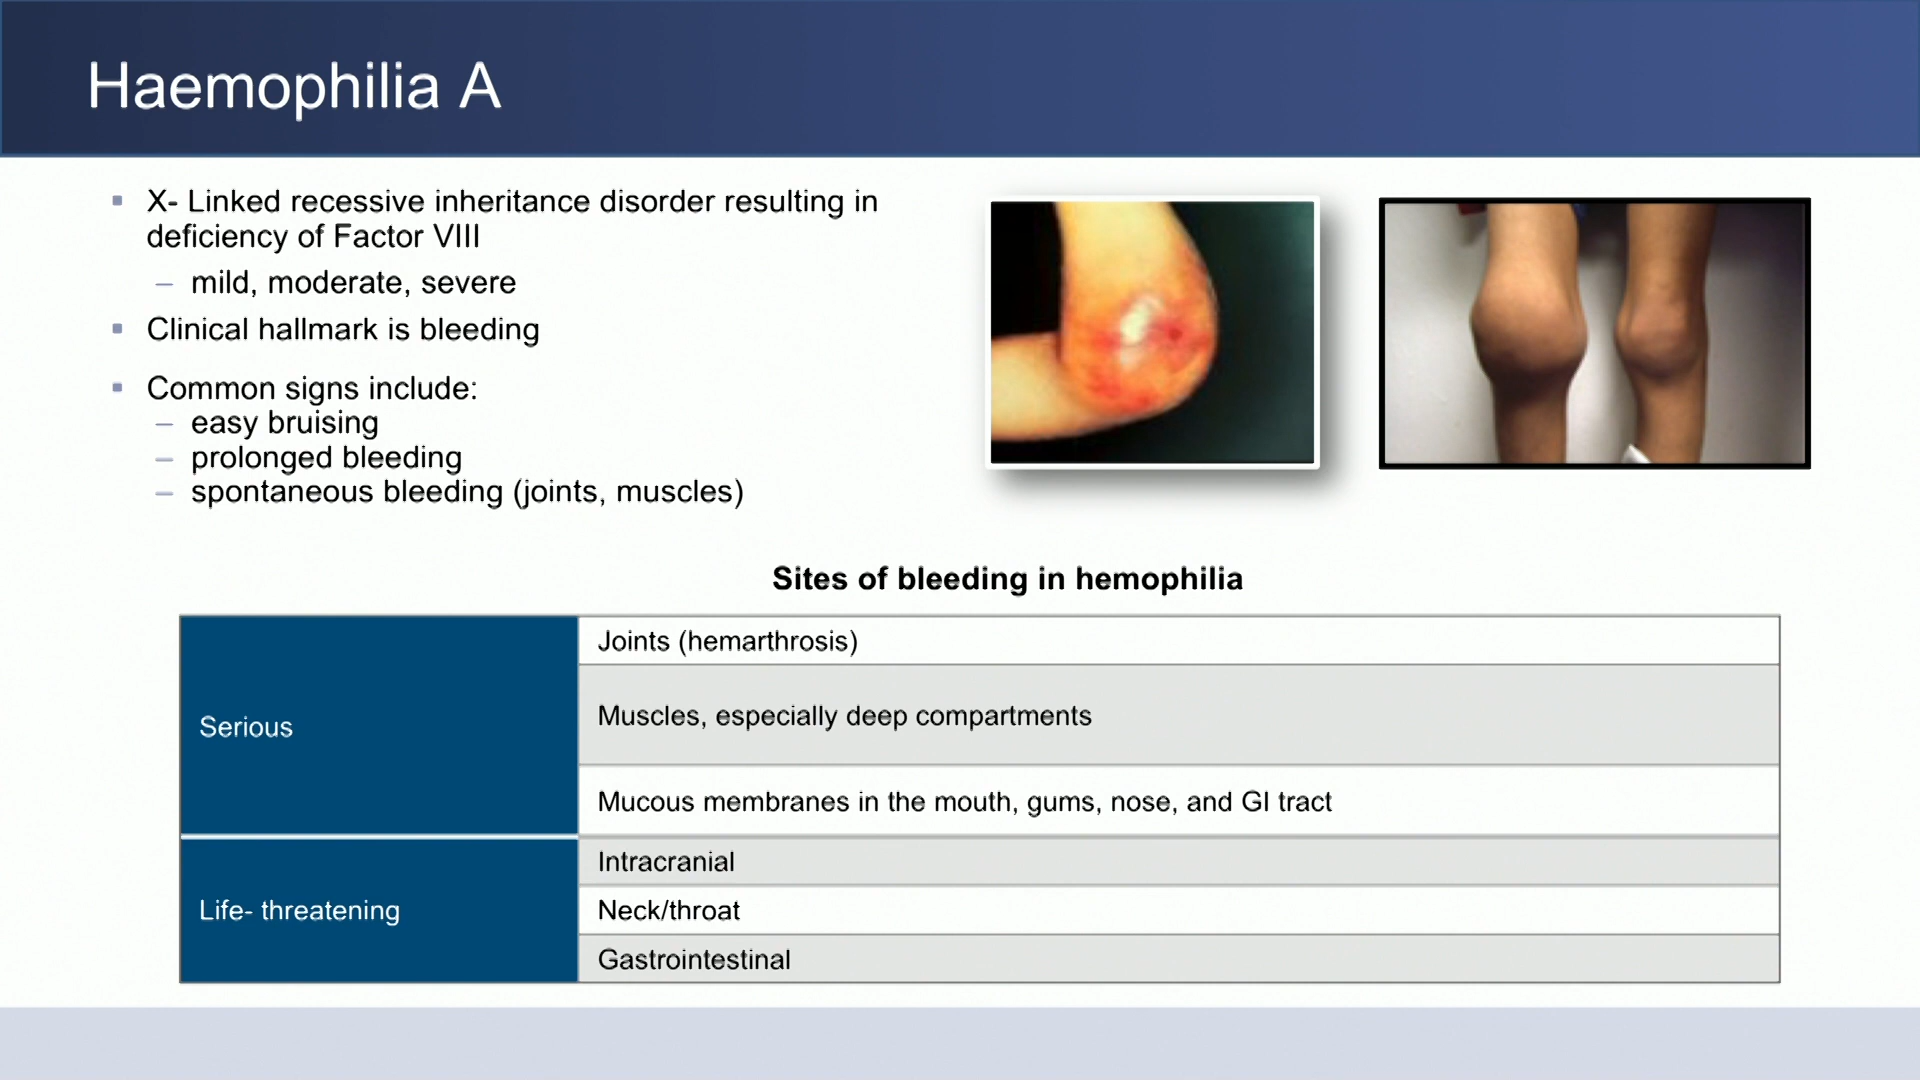 Haemophilia A
X- Linked recessive inheritance disorder resulting in
deficiency of Factor VIII
– mild, moderate, severe
Clinical hallmark is bleeding
Common signs include:
– easy bruising
– prolonged bleeding
– spontaneous bleeding (joints, muscles)
Sites of bleeding in hemophilia
Serious
Joints (hemarthrosis)
Muscles, especially deep compartments
Mucous membranes in the mouth, gums, nose, and GI tract
Life- threatening
Intracranial
Neck/throat
Gastrointestinal